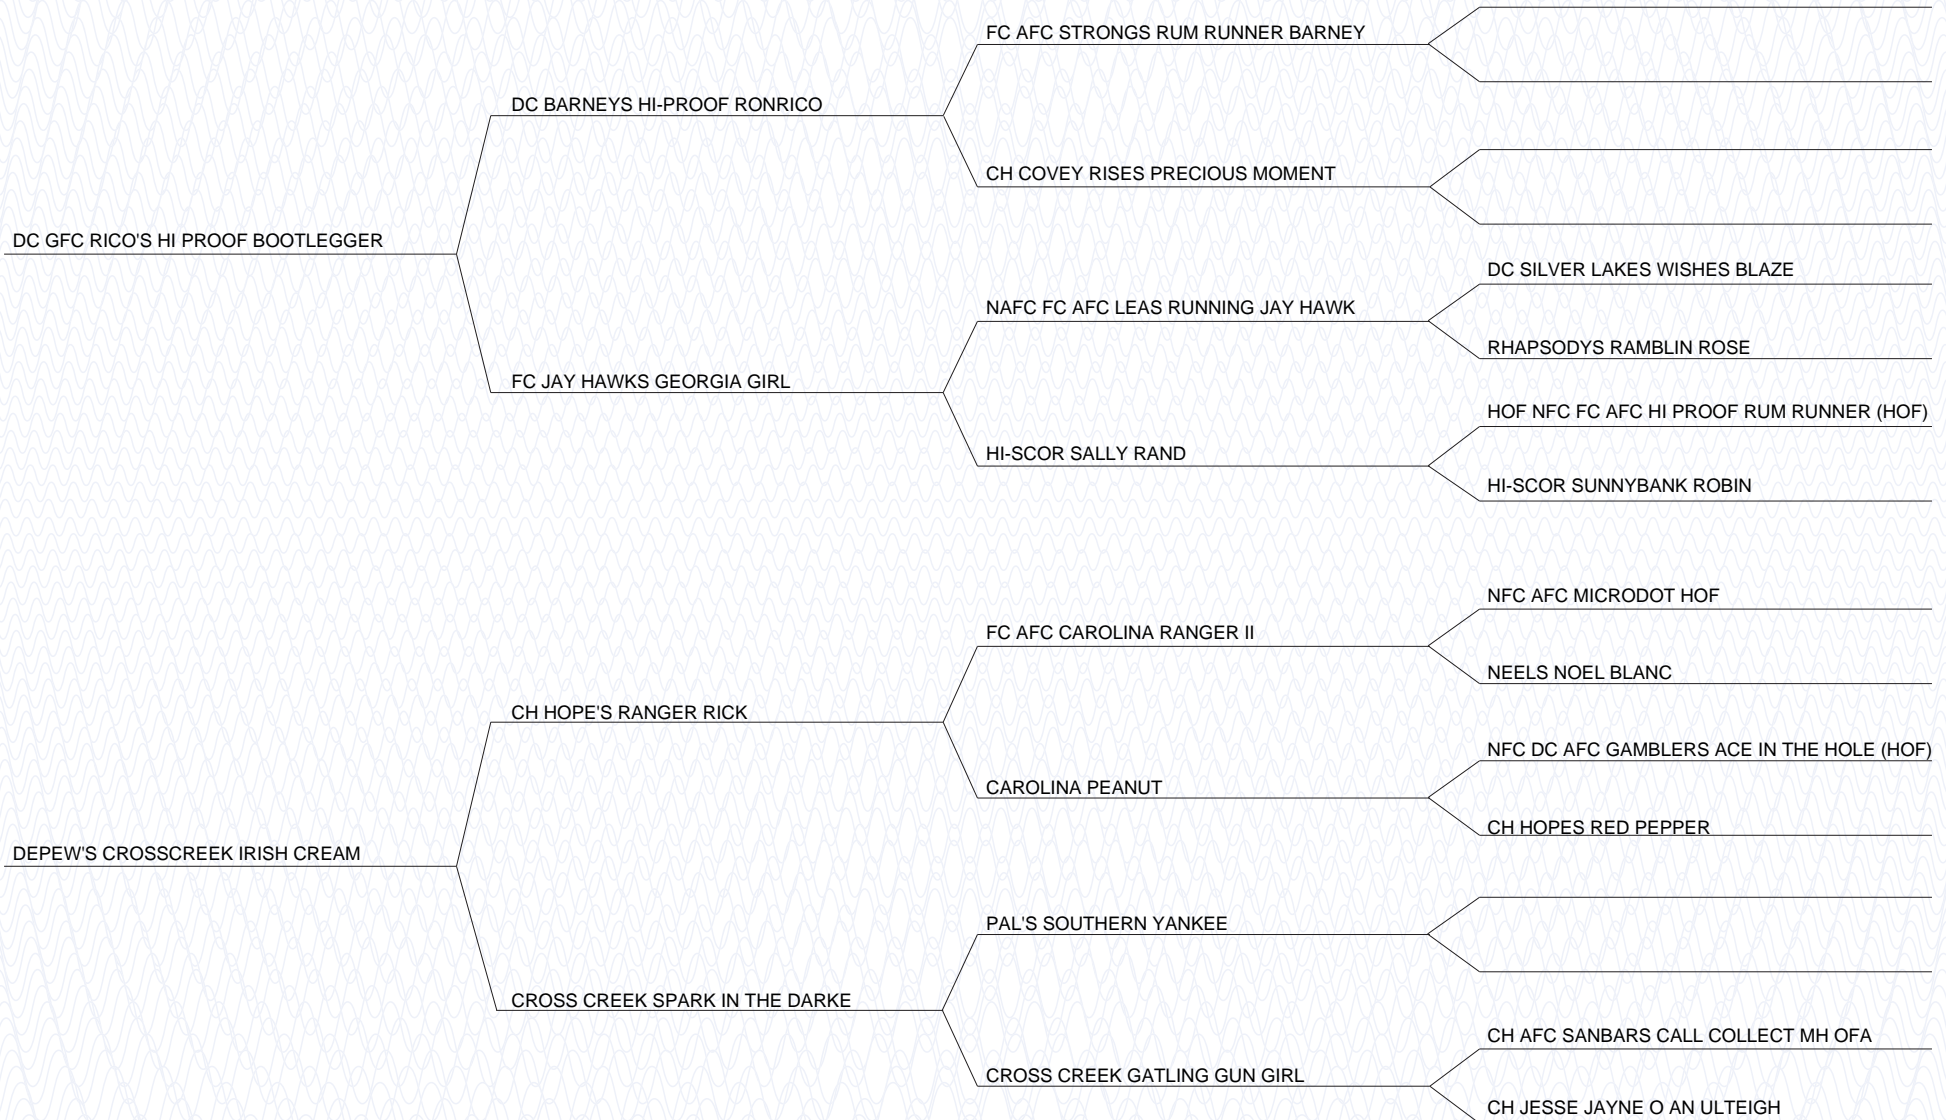 FC AFC STRONGS RUM RUNNER BARNEY
DC BARNEYS HI-PROOF RONRICO
CH COVEY RISES PRECIOUS MOMENT
DC GFC RICO'S HI PROOF BOOTLEGGER
DC SILVER LAKES WISHES BLAZE
NAFC FC AFC LEAS RUNNING JAY HAWK
RHAPSODYS RAMBLIN ROSE
FC JAY HAWKS GEORGIA GIRL
HOF NFC FC AFC HI PROOF RUM RUNNER (HOF)
HI-SCOR SALLY RAND
HI-SCOR SUNNYBANK ROBIN
NFC AFC MICRODOT HOF
FC AFC CAROLINA RANGER II
NEELS NOEL BLANC
CH HOPE'S RANGER RICK
NFC DC AFC GAMBLERS ACE IN THE HOLE (HOF)
CAROLINA PEANUT
CH HOPES RED PEPPER
DEPEW'S CROSSCREEK IRISH CREAM
PAL'S SOUTHERN YANKEE
CROSS CREEK SPARK IN THE DARKE
CH AFC SANBARS CALL COLLECT MH OFA
CROSS CREEK GATLING GUN GIRL
CH JESSE JAYNE O AN ULTEIGH